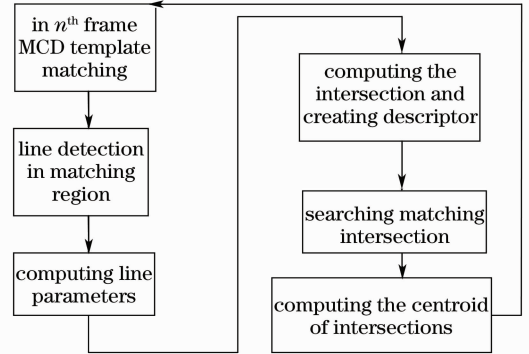 in nᵗʰ frame
MCD template
matching
line detection
in matching
region
computing line
parameters
computing the
intersection and
creating descriptor
searching matching
intersection
computing the centroid
of intersections